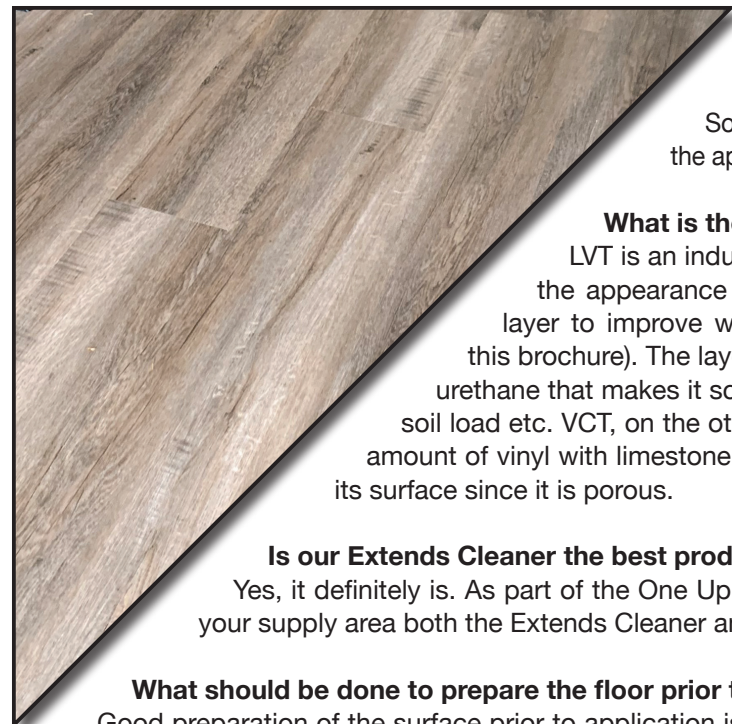 So
the ap
What is the
LVT is an indu
the appearance
layer to improve w
this brochure). The lay
urethane that makes it sc
soil load etc. VCT, on the ot
amount of vinyl with limestone
its surface since it is porous.
Is our Extends Cleaner the best prod
Yes, it definitely is. As part of the One Up
your supply area both the Extends Cleaner an
What should be done to prepare the floor prior t
Good preparation of the surface prior to application i